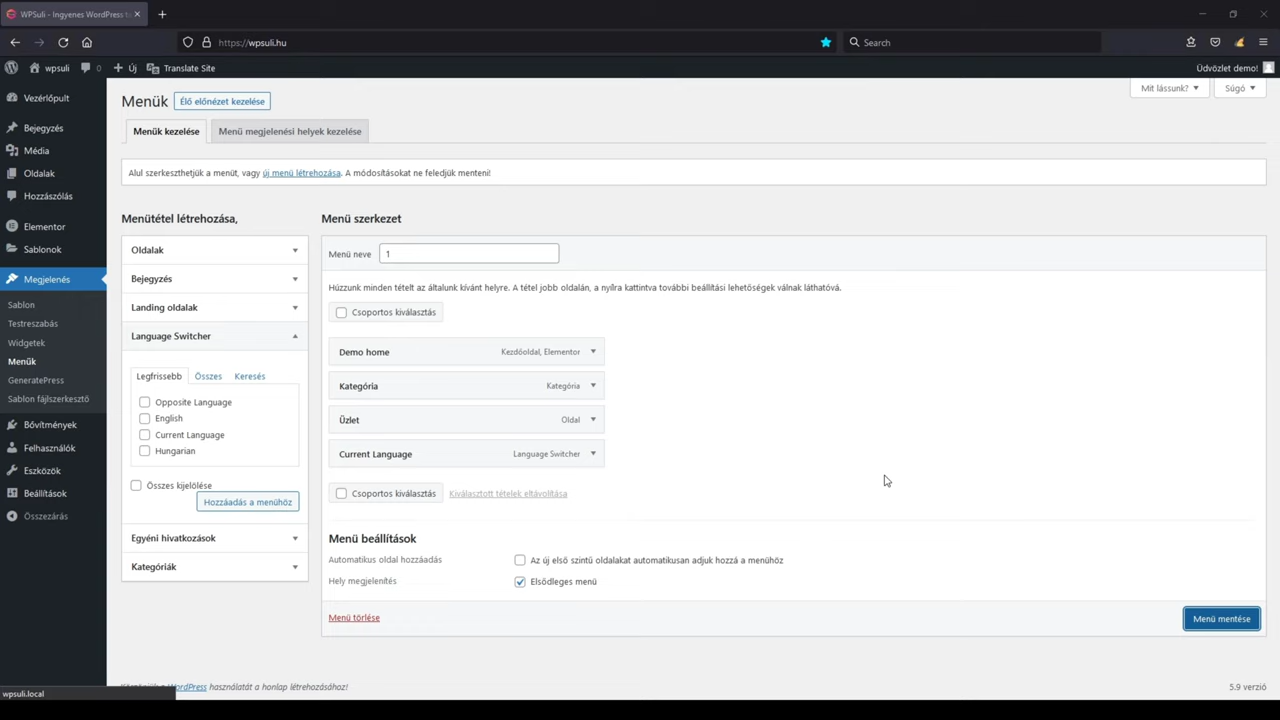 WPSuli - Ingyenes WordPress t
https://wpsuli.hu
Search
wpsuli
0
Új
Translate Site
Üdvözlet demo!
Vezérlőpult
Bejegyzés
Média
Oldalak
Hozzászólás
Elementor
Sablonok
Megjelenés
Sablon
Testreszabás
Widgetek
Menük
GeneratePress
Sablon fájlszerkesztő
Bővítmények
Felhasználók
Eszközök
Beállítások
Összezárás
Mit lássunk?
Súgó
Menük
Élő előnézet kezelése
Menük kezelése
Menü megjelenési helyek kezelése
Alul szerkeszthetjük a menüt, vagy új menü létrehozása. A módosításokat ne feledjük menteni!
Menütétel létrehozása,
Oldalak
Bejegyzés
Landing oldalak
Language Switcher
Legfrissebb
Összes
Keresés
Opposite Language
English
Current Language
Hungarian
Összes kijelölése
Hozzáadás a menühöz
Egyéni hivatkozások
Kategóriák
Menü szerkezet
Menü neve
1
Húzzunk minden tételt az általunk kívánt helyre. A tétel jobb oldalán, a nyílra kattintva további beállítási lehetőségek válnak láthatóvá.
Csoportos kiválasztás
Demo home
Kezdőoldal, Elementor
Kategória
Kategória
Üzlet
Oldal
Current Language
Language Switcher
Csoportos kiválasztás
Kiválasztott tételek eltávolítása
Menü beállítások
Automatikus oldal hozzáadás
Az új első szintű oldalakat automatikusan adjuk hozzá a menühöz
Hely megjelenítés
Elsődleges menü
Menü törlése
Menü mentése
WordPress használatát a honlap létrehozásához!
5.9 verzió
wpsuli.local